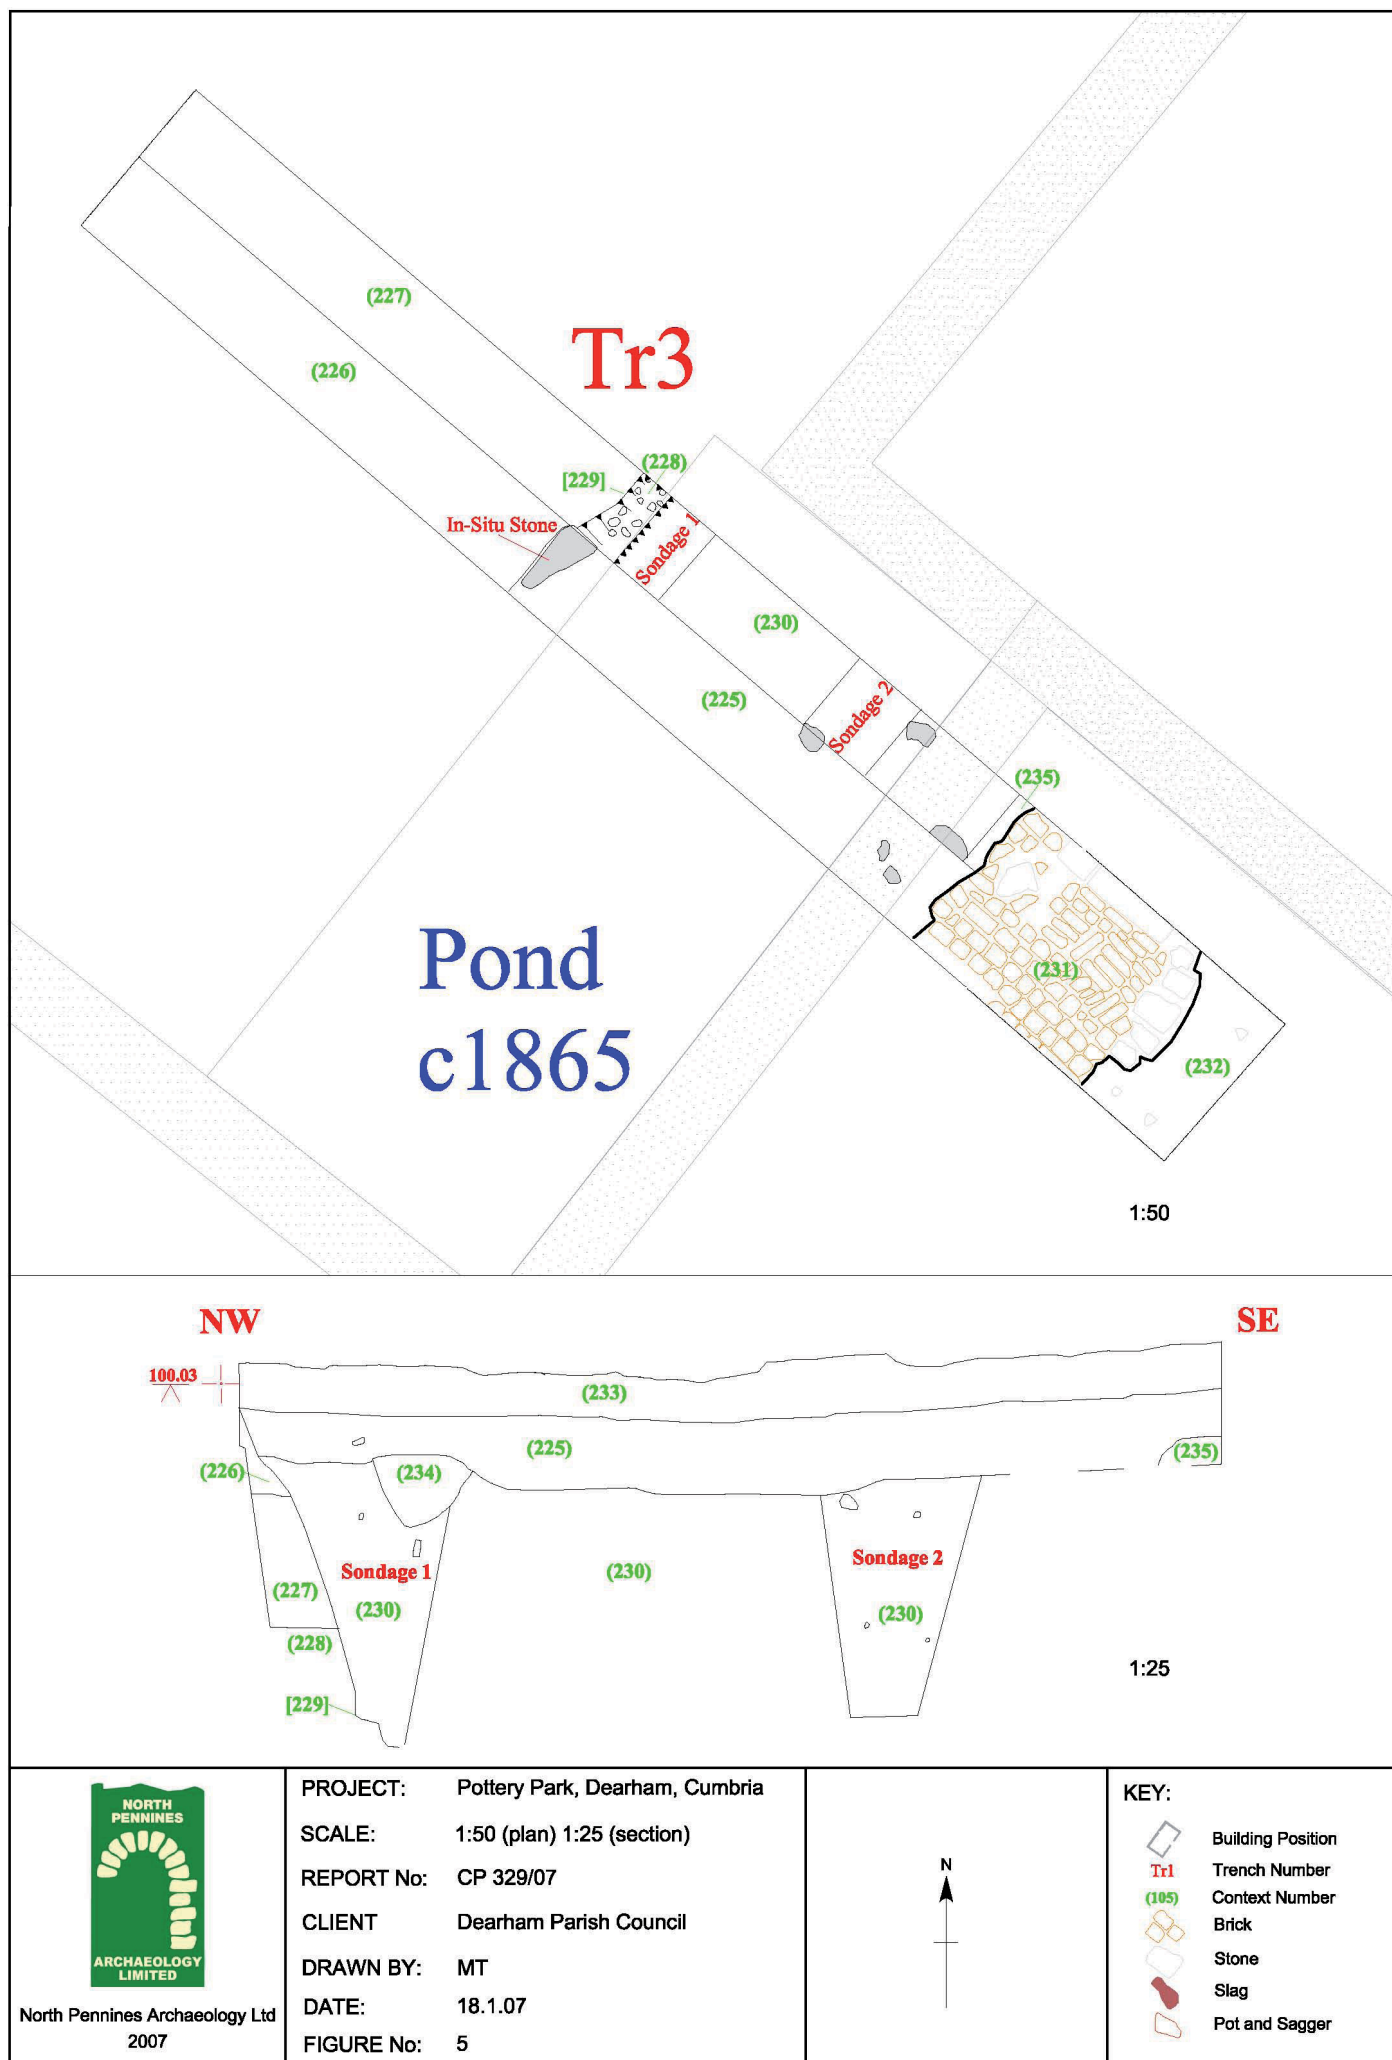 (227)
Tr3
(226)
(228)
[229]
In-Situ Stone
Sondage 1
(230)
(225)
Sondage 2
(235)
Pond
c1865
(231)
(232)
1:50
NW
SE
100.03
(233)
(225)
(235)
(226)
(234)
Sondage 1
Sondage 2
(230)
(227)
(230)
(230)
(228)
1:25
[229]
NORTH
PENNINES
ARCHAEOLOGY
LIMITED
North Pennines Archaeology Ltd
2007
PROJECT: Pottery Park, Dearham, Cumbria
SCALE: 1:50 (plan) 1:25 (section)
REPORT No: CP 329/07
CLIENT Dearham Parish Council
DRAWN BY: MT
DATE: 18.1.07
FIGURE No: 5
N
KEY:
Building Position
Tr1 Trench Number
(105) Context Number
Brick
Stone
Slag
Pot and Sagger